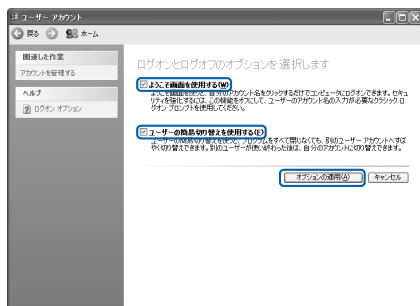 ユーザー アカウント
戻る ホーム
関連した作業
アカウントを管理する
ヘルプ
ログオン オプション
ログオンとログオフのオプションを選択します
ようこそ画面を使用する(W)
ようこそ画面を使うと、自分のアカウント名をクリックするだけでコンピュータにログオンできます。セキュ
リティを強化するには、この機能をオフにして、ユーザーのアカウント名の入力が必要なクラシック ロ
グオン プロンプトを使用してください。
ユーザーの簡易切り替えを使用する(E)
ユーザーの簡易切り替えを使うと、プログラムをすべて閉じなくても、別のユーザー アカウントへすば
やく切り替えできます。別のユーザーが使い終わった後は、自分のアカウントに切り替えできます。
オプションの適用(A) キャンセル